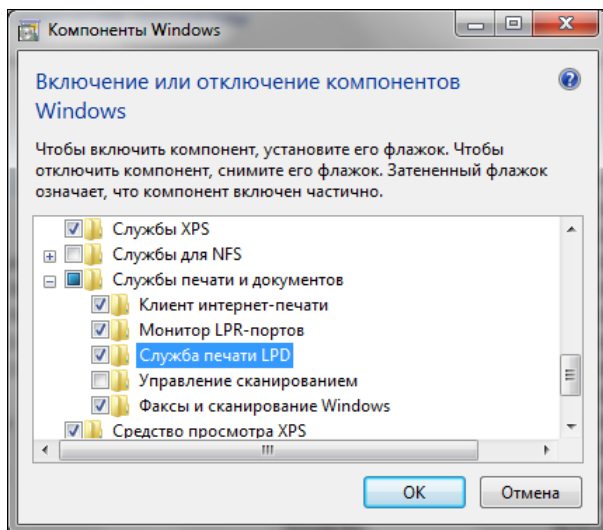 Компоненты Windows
Включение или отключение компонентов
Windows
Чтобы включить компонент, установите его флажок. Чтобы
отключить компонент, снимите его флажок. Затененный флажок
означает, что компонент включен частично.
Службы XPS
Службы для NFS
Службы печати и документов
Клиент интернет-печати
Монитор LPR-портов
Служба печати LPD
Управление сканированием
Факсы и сканирование Windows
Средство просмотра XPS
ОК
Отмена